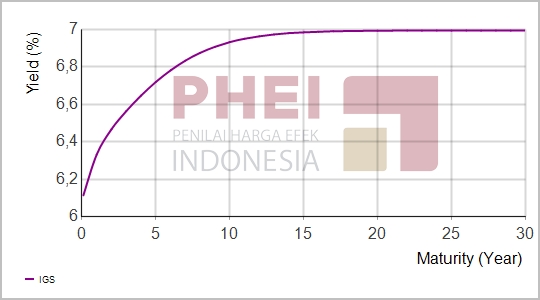 Yield (%)
7
6,8
6,6
6,4
6,2
6
PHEI
PENILAI HARGA EFEK
INDONESIA
0 5 10 15 20 25 30
Maturity (Year)
IGS